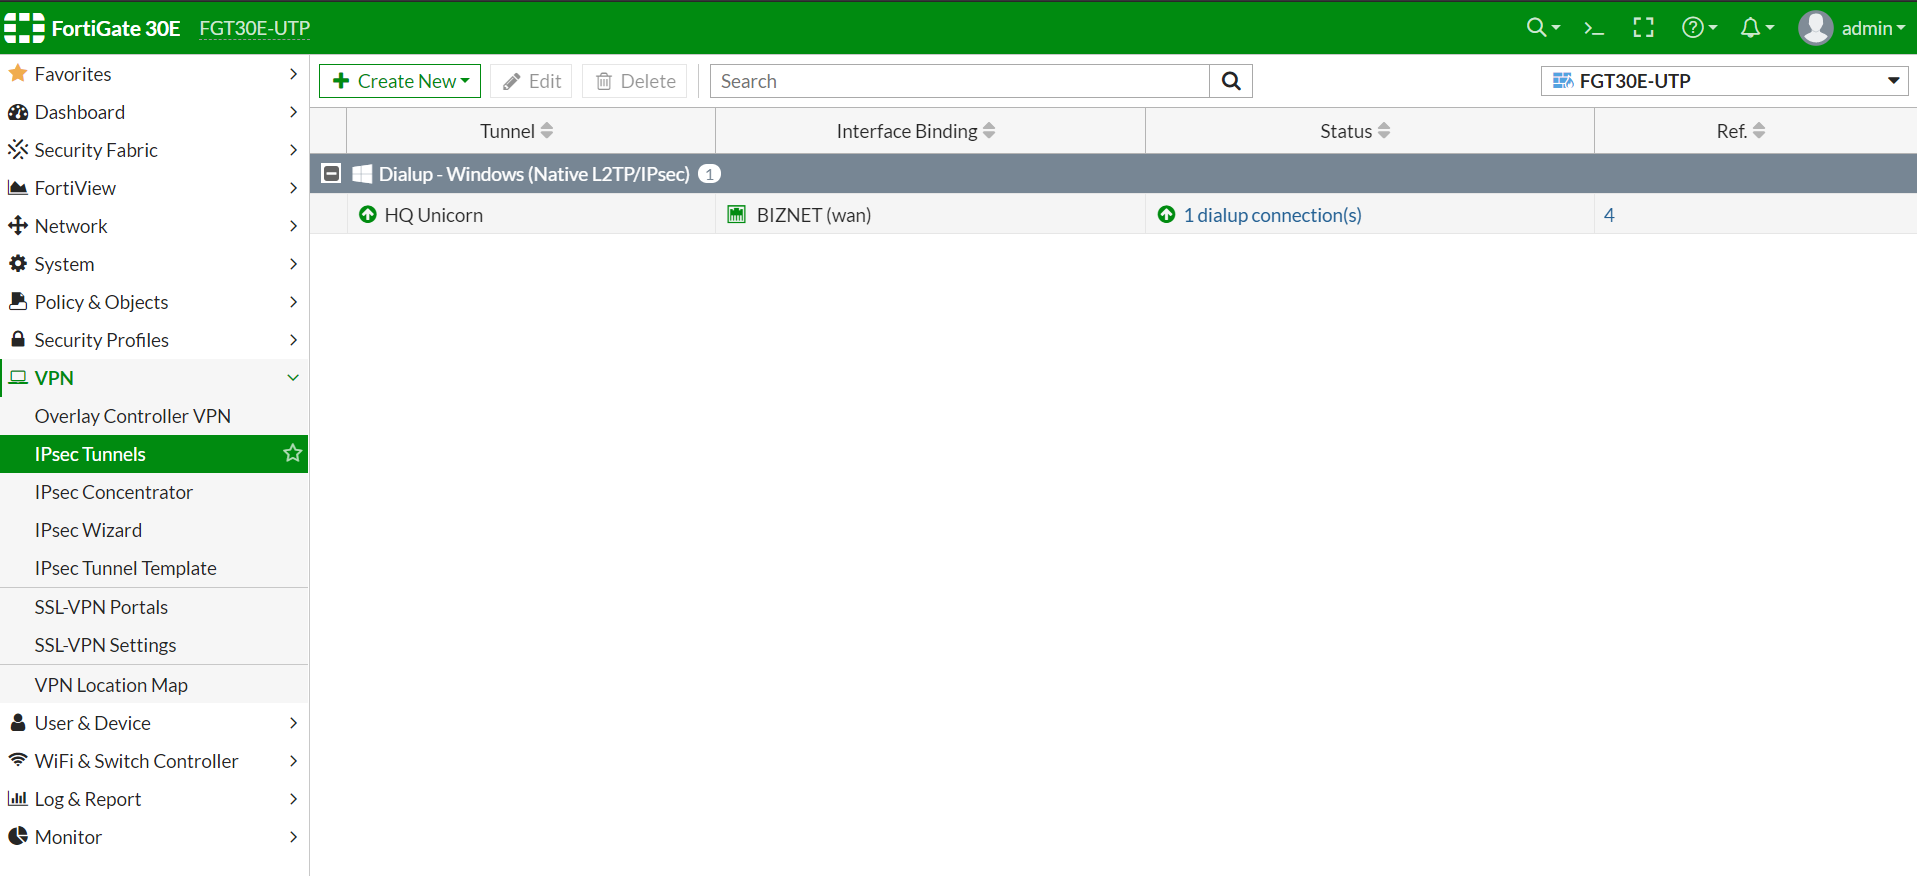 FortiGate 30E FGT30E-UTP admin
Favorites
Dashboard
Security Fabric
FortiView
Network
System
Policy & Objects
Security Profiles
VPN
Overlay Controller VPN
IPsec Tunnels
IPsec Concentrator
IPsec Wizard
IPsec Tunnel Template
SSL-VPN Portals
SSL-VPN Settings
VPN Location Map
User & Device
WiFi & Switch Controller
Log & Report
Monitor
Create New Edit Delete Search FGT30E-UTP
Tunnel Interface Binding Status Ref.
Dialup - Windows (Native L2TP/IPsec) 1
HQ Unicorn BIZNET (wan) 1 dialup connection(s) 4